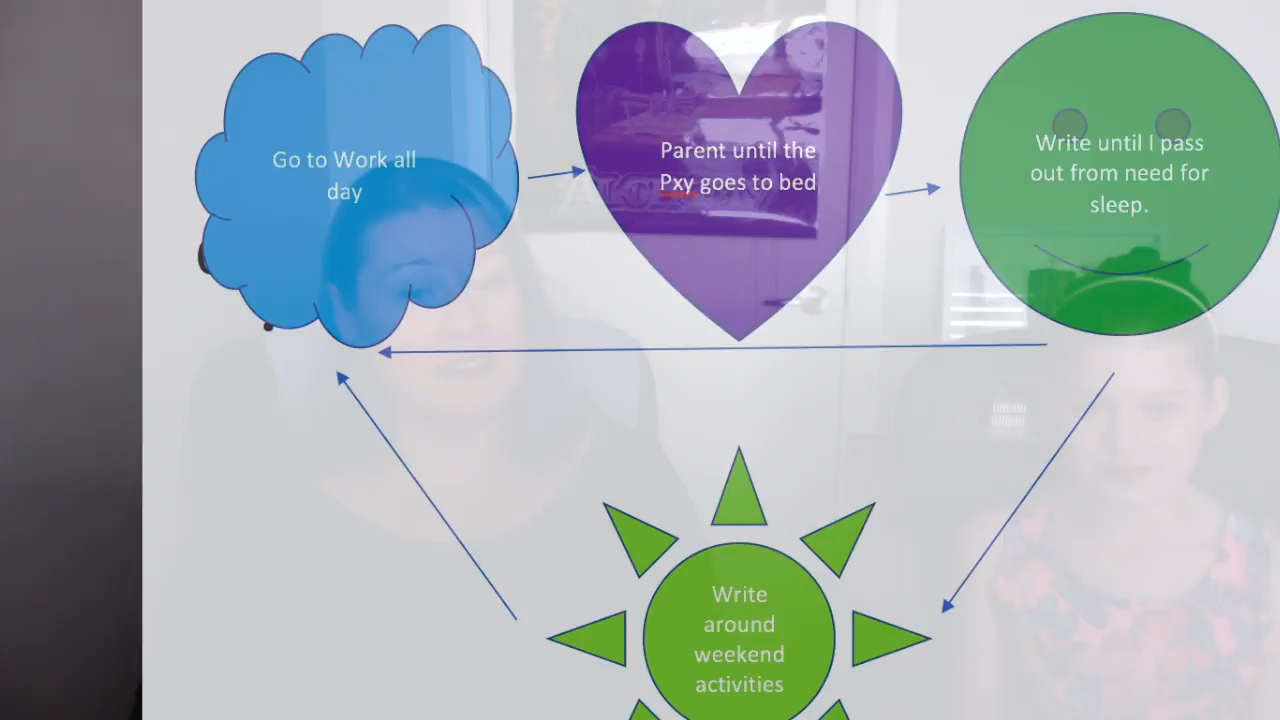 Go to Work all
day
Parent until the
Pxy goes to bed
Write until I pass
out from need for
sleep.
Write
around
weekend
activities